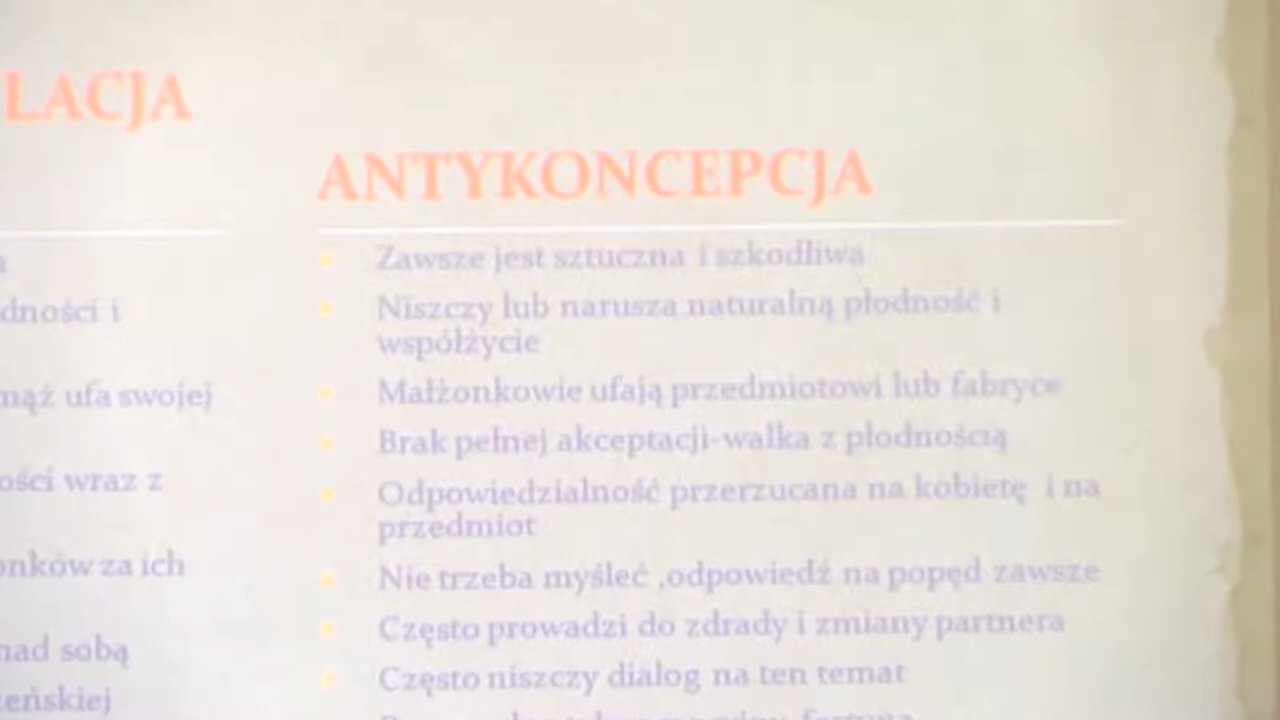 LACJA
a
dności i
mąż ufa swojej
ości wraz z
onków za ich
nad sobą
żeńskiej
ANTYKONCEPCJA
Zawsze jest sztuczna i szkodliwa
Niszczy lub narusza naturalną płodność i
współżycie
Małżonkowie ufają przedmiotowi lub fabryce
Brak pełnej akceptacji-walka z płodnością
Odpowiedzialność przerzucana na kobietę i na
przedmiot
Nie trzeba myśleć ,odpowiedź na popęd zawsze
Często prowadzi do zdrady i zmiany partnera
Często niszczy dialog na ten temat